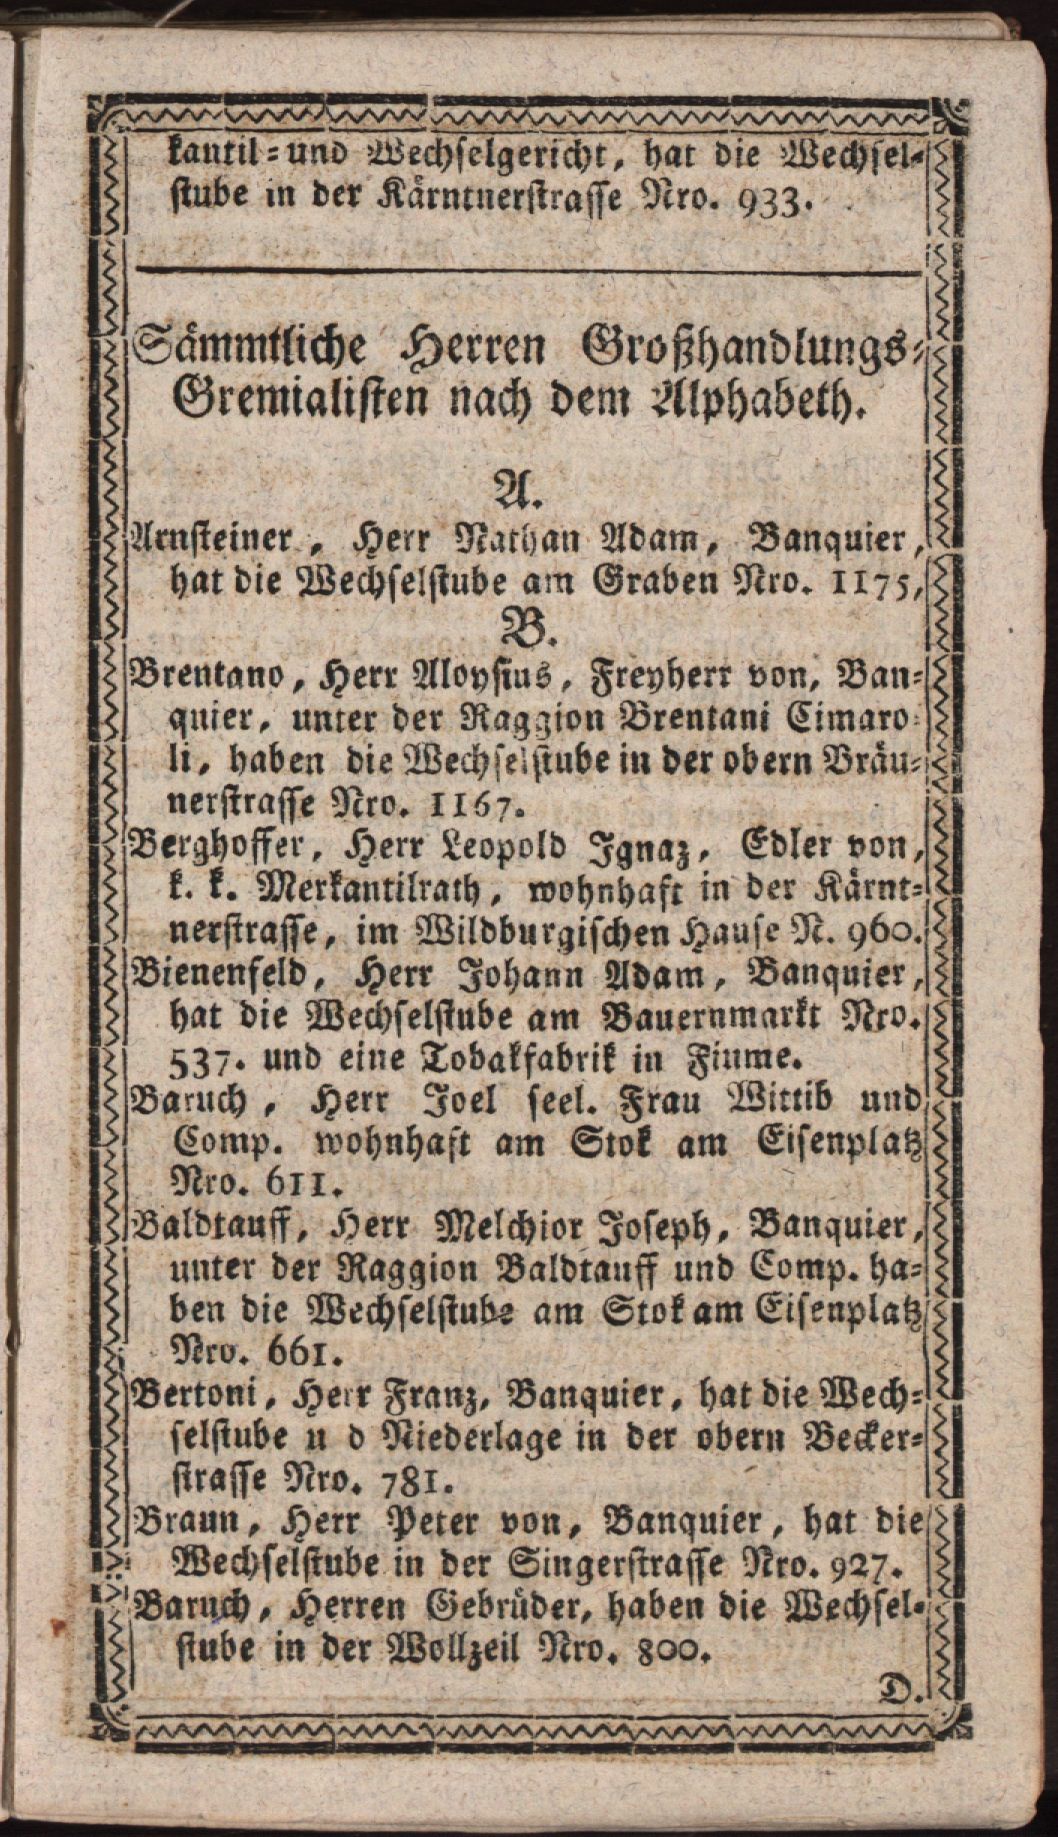 kantil-und Wechselgericht, hat die Wechsel-
stube in der Kärntnerstrasse Nro. 933.
Sämmtliche Herren Großhandlungs-
Gremialisten nach dem Alphabeth.
A.
Arnsteiner, Herr Nathan Adam, Banquier,
hat die Wechselstube am Graben Nro. 1175,
B.
Brentano, Herr Aloysius, Freyherr von, Ban-
quier, unter der Raggion Brentani Cimaro-
li, haben die Wechselstube in der obern Bräu-
nerstrasse Nro. 1167.
Berghoffer, Herr Leopold Ignaz, Edler von,
k. k. Merkantilrath, wohnhaft in der Kärnt-
nerstrasse, im Wildburgischen Hause N. 960.
Bienenfeld, Herr Johann Adam, Banquier,
hat die Wechselstube am Bauernmarkt Nro.
537. und eine Tobakfabrik in Fiume.
Baruch, Herr Joel seel. Frau Wittib und
Comp. wohnhaft am Stok am Eisenplatz
Nro. 611.
Baldtauff, Herr Melchior Joseph, Banquier,
unter der Raggion Baldtauff und Comp. ha-
ben die Wechselstube am Stok am Eisenplatz
Nro. 661.
Bertoni, Herr Franz, Banquier, hat die Wech-
selstube u d Niederlage in der obern Becker-
strasse Nro. 781.
Braun, Herr Peter von, Banquier, hat die
Wechselstube in der Singerstrasse Nro. 927.
Baruch, Herren Gebrüder, haben die Wechsel-
stube in der Wollzeil Nro. 800.
D.